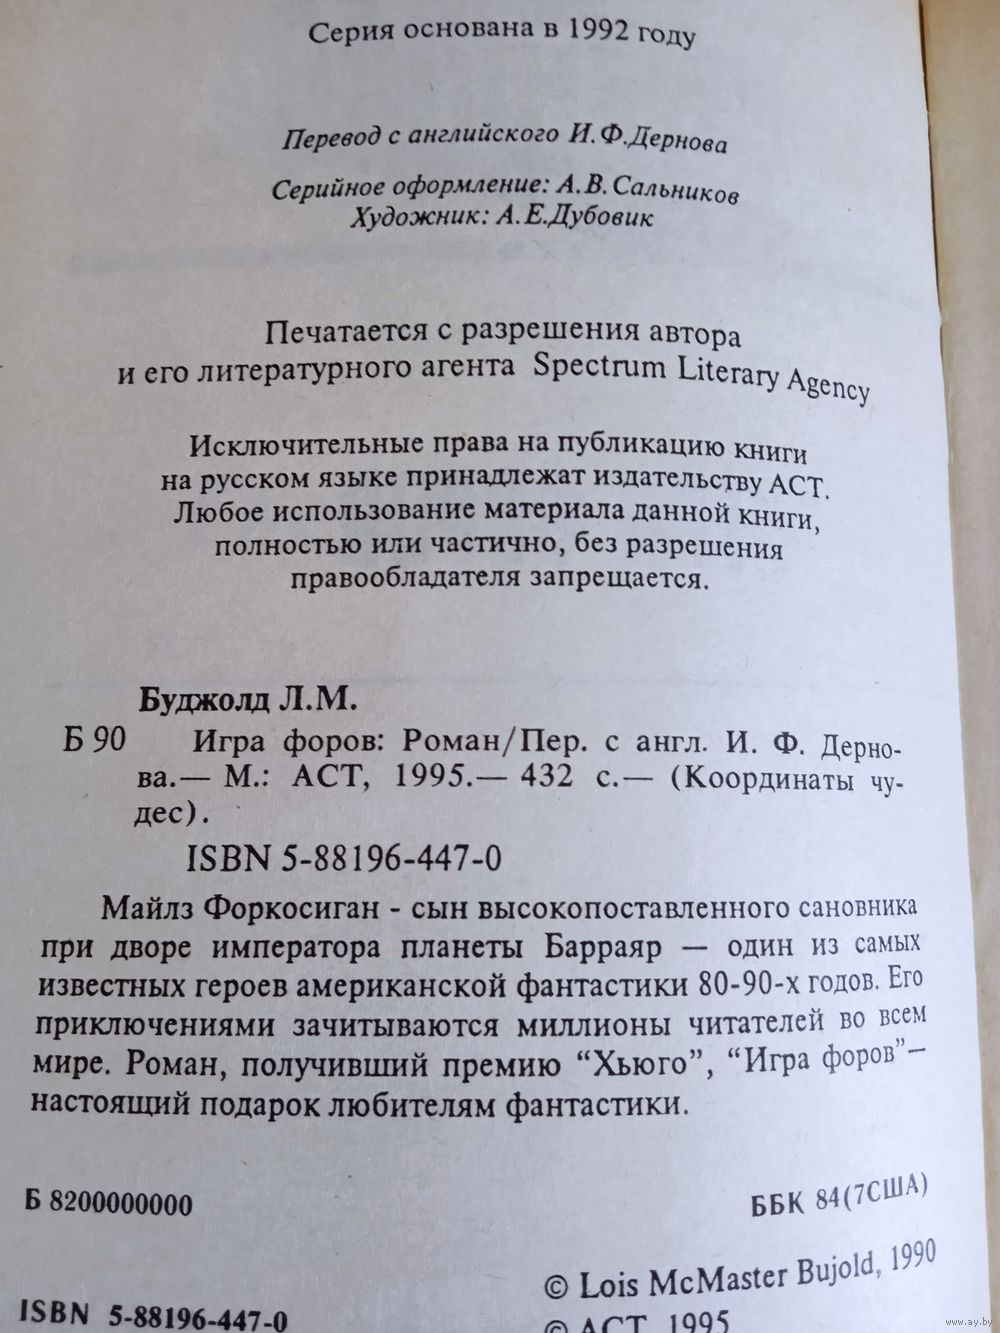 Серия основана в 1992 году
Перевод с английского И.Ф.Дернова
Серийное оформление: А.В.Сальников
Художник: А.Е.Дубовик
Печатается с разрешения автора
и его литературного агента Spectrum Literary Agency
Исключительные права на публикацию книги
на русском языке принадлежат издательству АСТ.
Любое использование материала данной книги,
полностью или частично, без разрешения
правообладателя запрещается.
Буджолд Л.М.
Б 90 Игра форов: Роман/Пер. с англ. И. Ф. Дерно-
ва.— М.: АСТ, 1995.— 432 с.— (Координаты чу-
дес).
ISBN 5-88196-447-0
Майлз Форкосиган - сын высокопоставленного сановника
при дворе императора планеты Барраяр — один из самых
известных героев американской фантастики 80-90-х годов. Его
приключениями зачитываются миллионы читателей во всем
мире. Роман, получивший премию “Хьюго”, “Игра форов”—
настоящий подарок любителям фантастики.
Б 8200000000
ББК 84(7США)
© Lois McMaster Bujold, 1990
ISBN 5-88196-447-0
© АСТ, 1995
www.ay.by